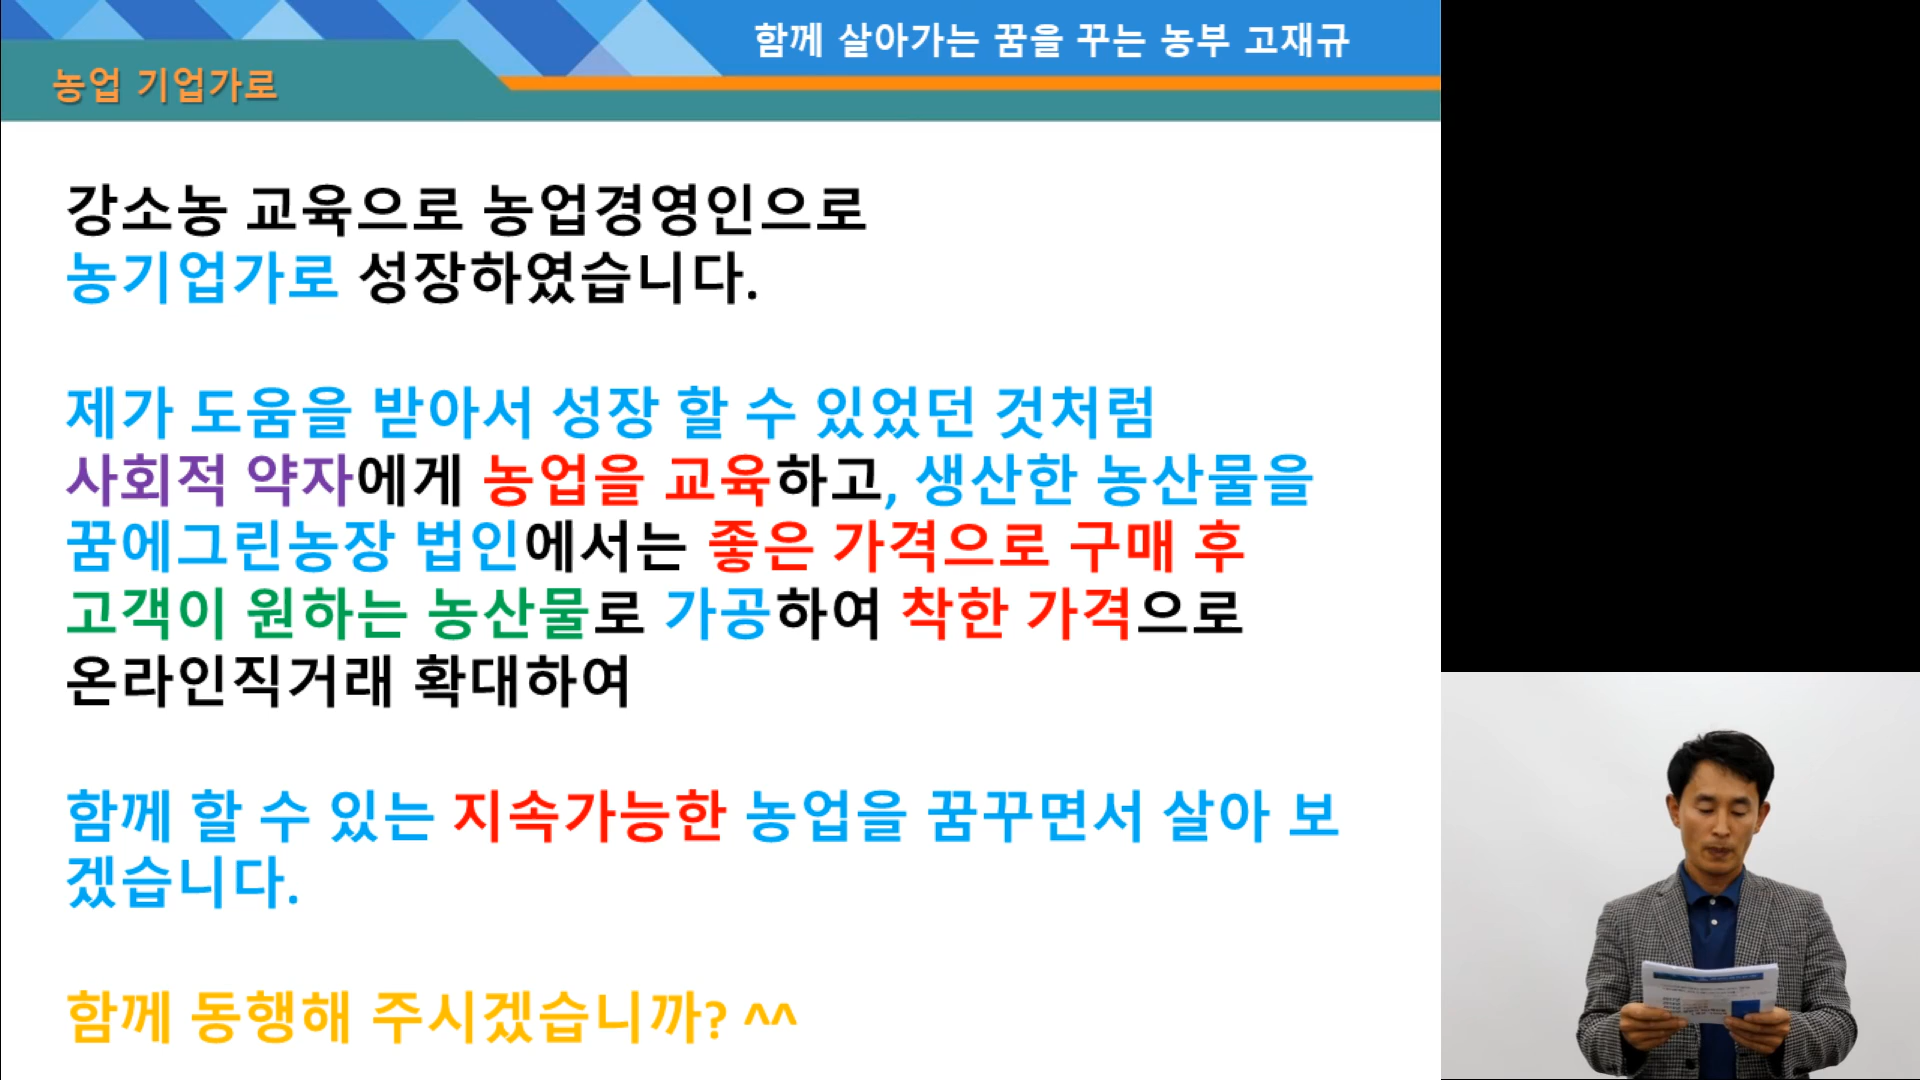 함께 살아가는 꿈을 꾸는 농부 고재규
농업 기업가로
강소농 교육으로 농업경영인으로
농기업가로 성장하였습니다.
제가 도움을 받아서 성장 할 수 있었던 것처럼
사회적 약자에게 농업을 교육하고, 생산한 농산물을
꿈에그린농장 법인에서는 좋은 가격으로 구매 후
고객이 원하는 농산물로 가공하여 착한 가격으로
온라인직거래 확대하여
함께 할 수 있는 지속가능한 농업을 꿈꾸면서 살아 보
겠습니다.
함께 동행해 주시겠습니까? ^^